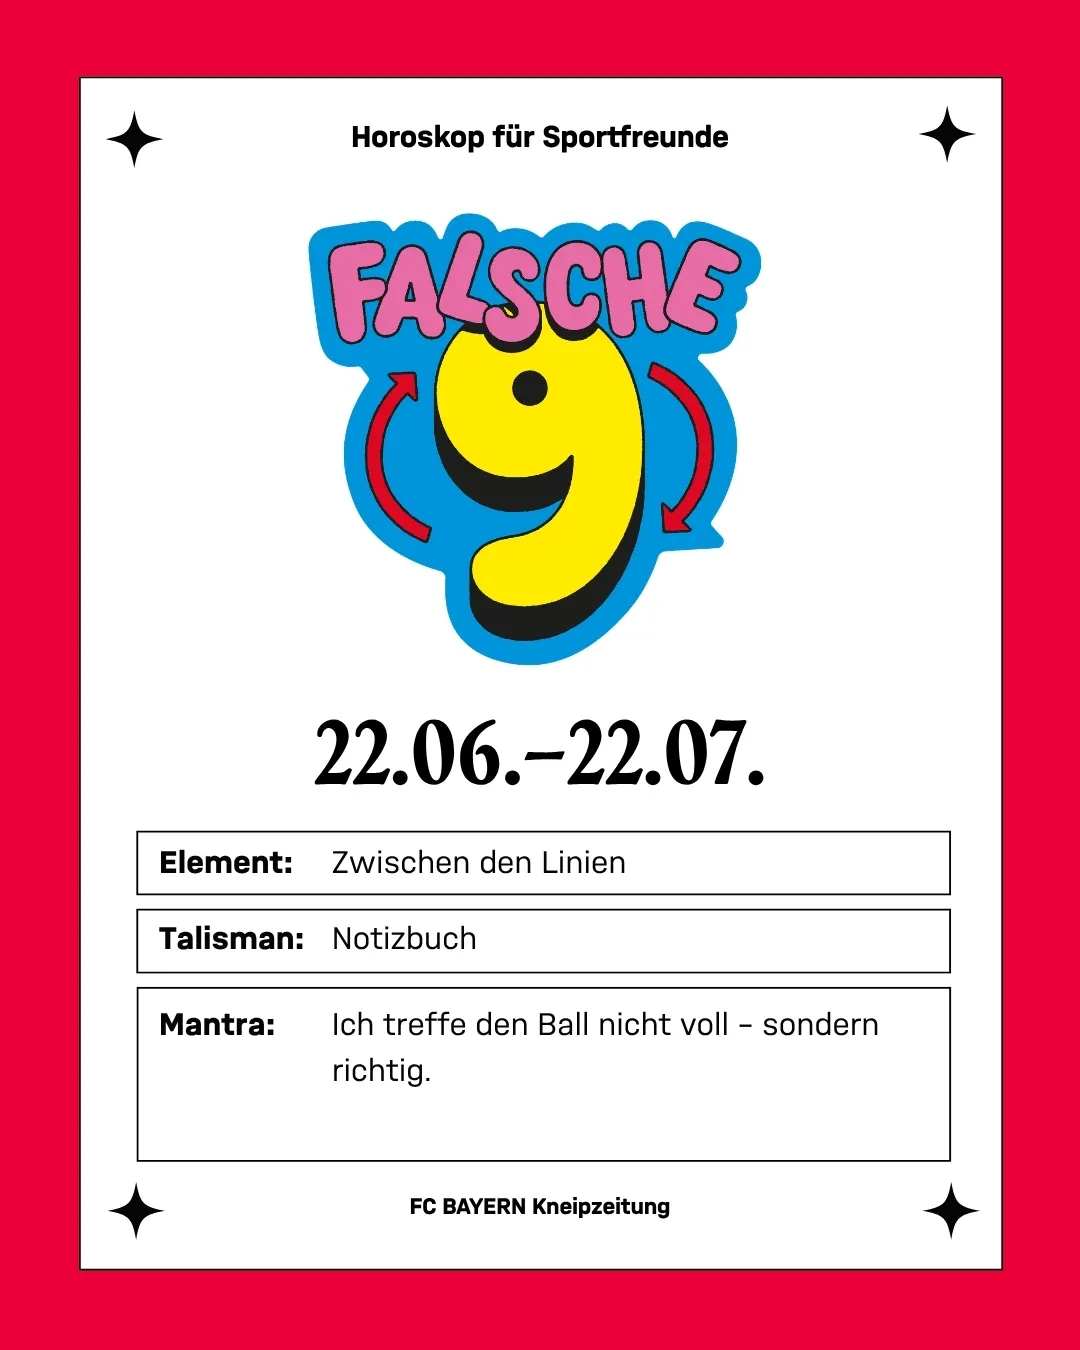 Horoskop für Sportfreunde
FALSCHE
9
22.06.–22.07.
Element: Zwischen den Linien
Talisman: Notizbuch
Mantra: Ich treffe den Ball nicht voll – sondern
richtig.
FC BAYERN Kneipzeitung